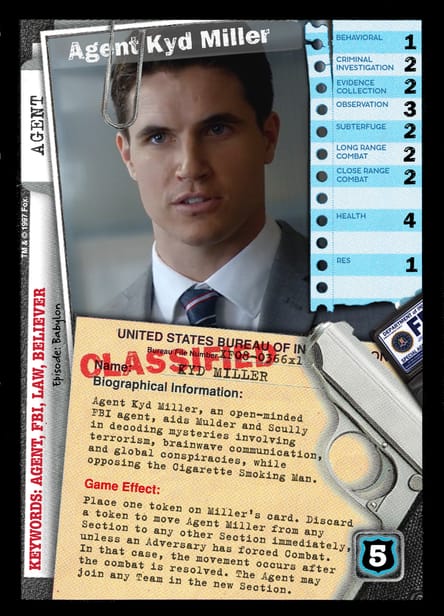 Agent Kyd Miller
BEHAVIORAL 1
CRIMINAL
INVESTIGATION 2
EVIDENCE
COLLECTION 2
OBSERVATION 3
SUBTERFUGE 2
LONG RANGE
COMBAT 2
CLOSE RANGE
COMBAT 2
HEALTH 4
RES 1
AGENT
TM & © 1997 Fox.
KEYWORDS: AGENT, FBI, LAW, BELIEVER
Episode: Babylon
UNITED STATES BUREAU OF IN
ON
Bureau File Number XF08-0366x1
CLASSIFIED
Name: KYD MILLER
Biographical Information:
Agent Kyd Miller, an open-minded
FBI agent, aids Mulder and Scully
in decoding mysteries involving
terrorism, brainwave communication,
and global conspiracies, while
opposing the Cigarette Smoking Man.
Game Effect:
Place one token on Miller's card. Discard
a token to move Agent Miller from any
Section to any other Section immediately,
unless an Adversary has forced Combat.
In that case, the movement occurs after
the combat is resolved. The Agent may
join any Team in the new Section.
5